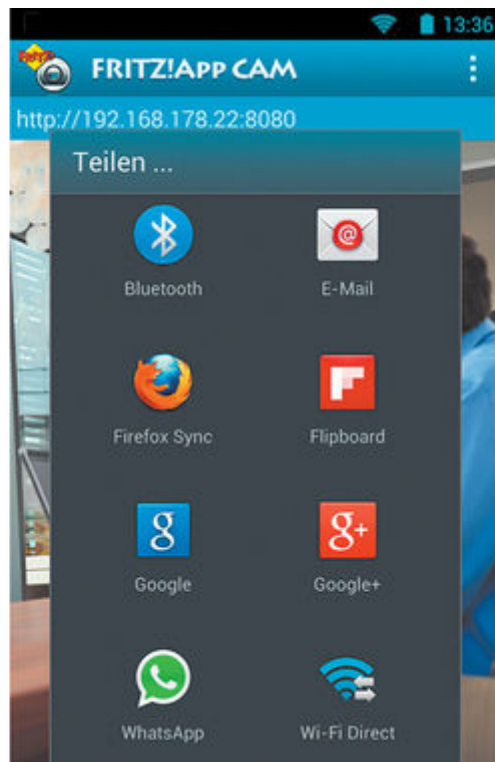 13:36
FRITZ!APP CAM
http://192.168.178.22:8080
Teilen ...
Bluetooth
E-Mail
Firefox Sync
Flipboard
Google
Google+
WhatsApp
Wi-Fi Direct